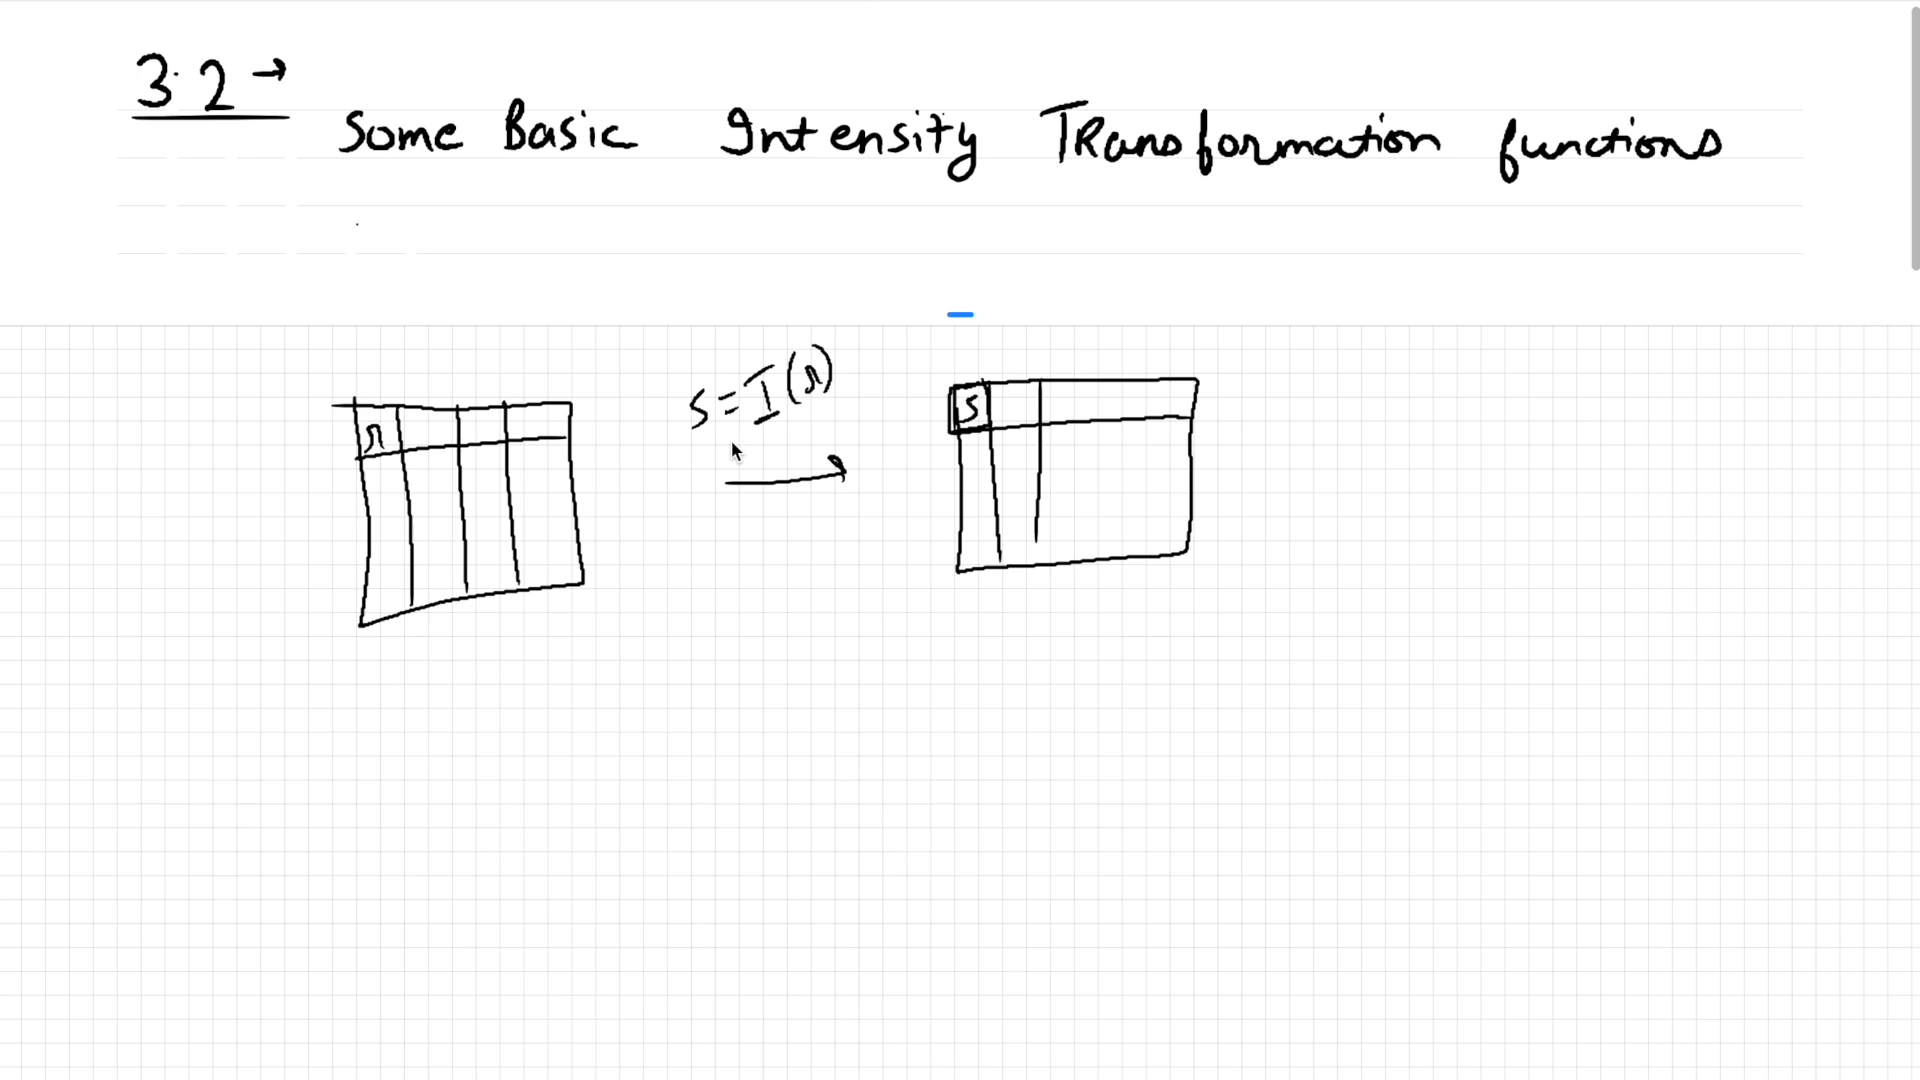 3.2 →
Some Basic Intensity Transformation functions
s = I(r)
r
s